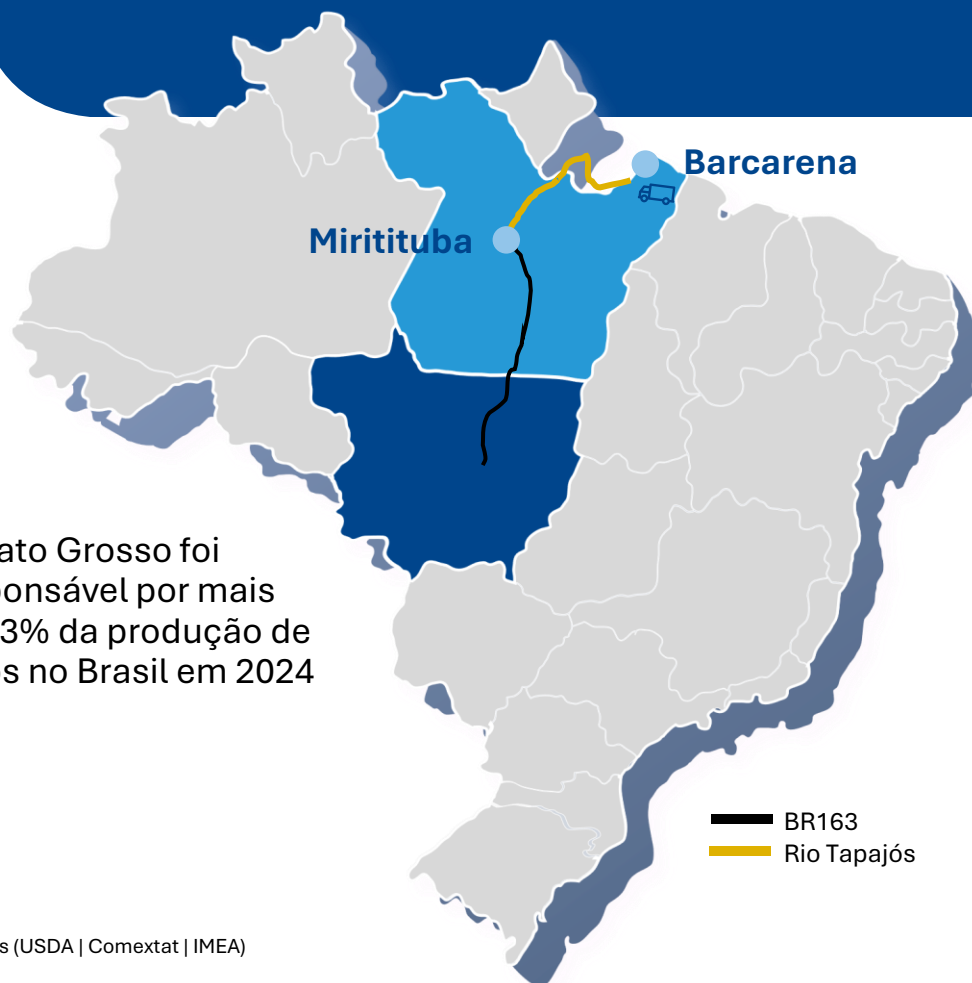 Barcarena
Miritituba
ato Grosso foi
ponsável por mais
3% da produção de
s no Brasil em 2024
BR163
Rio Tapajós
s (USDA | Comextat | IMEA)